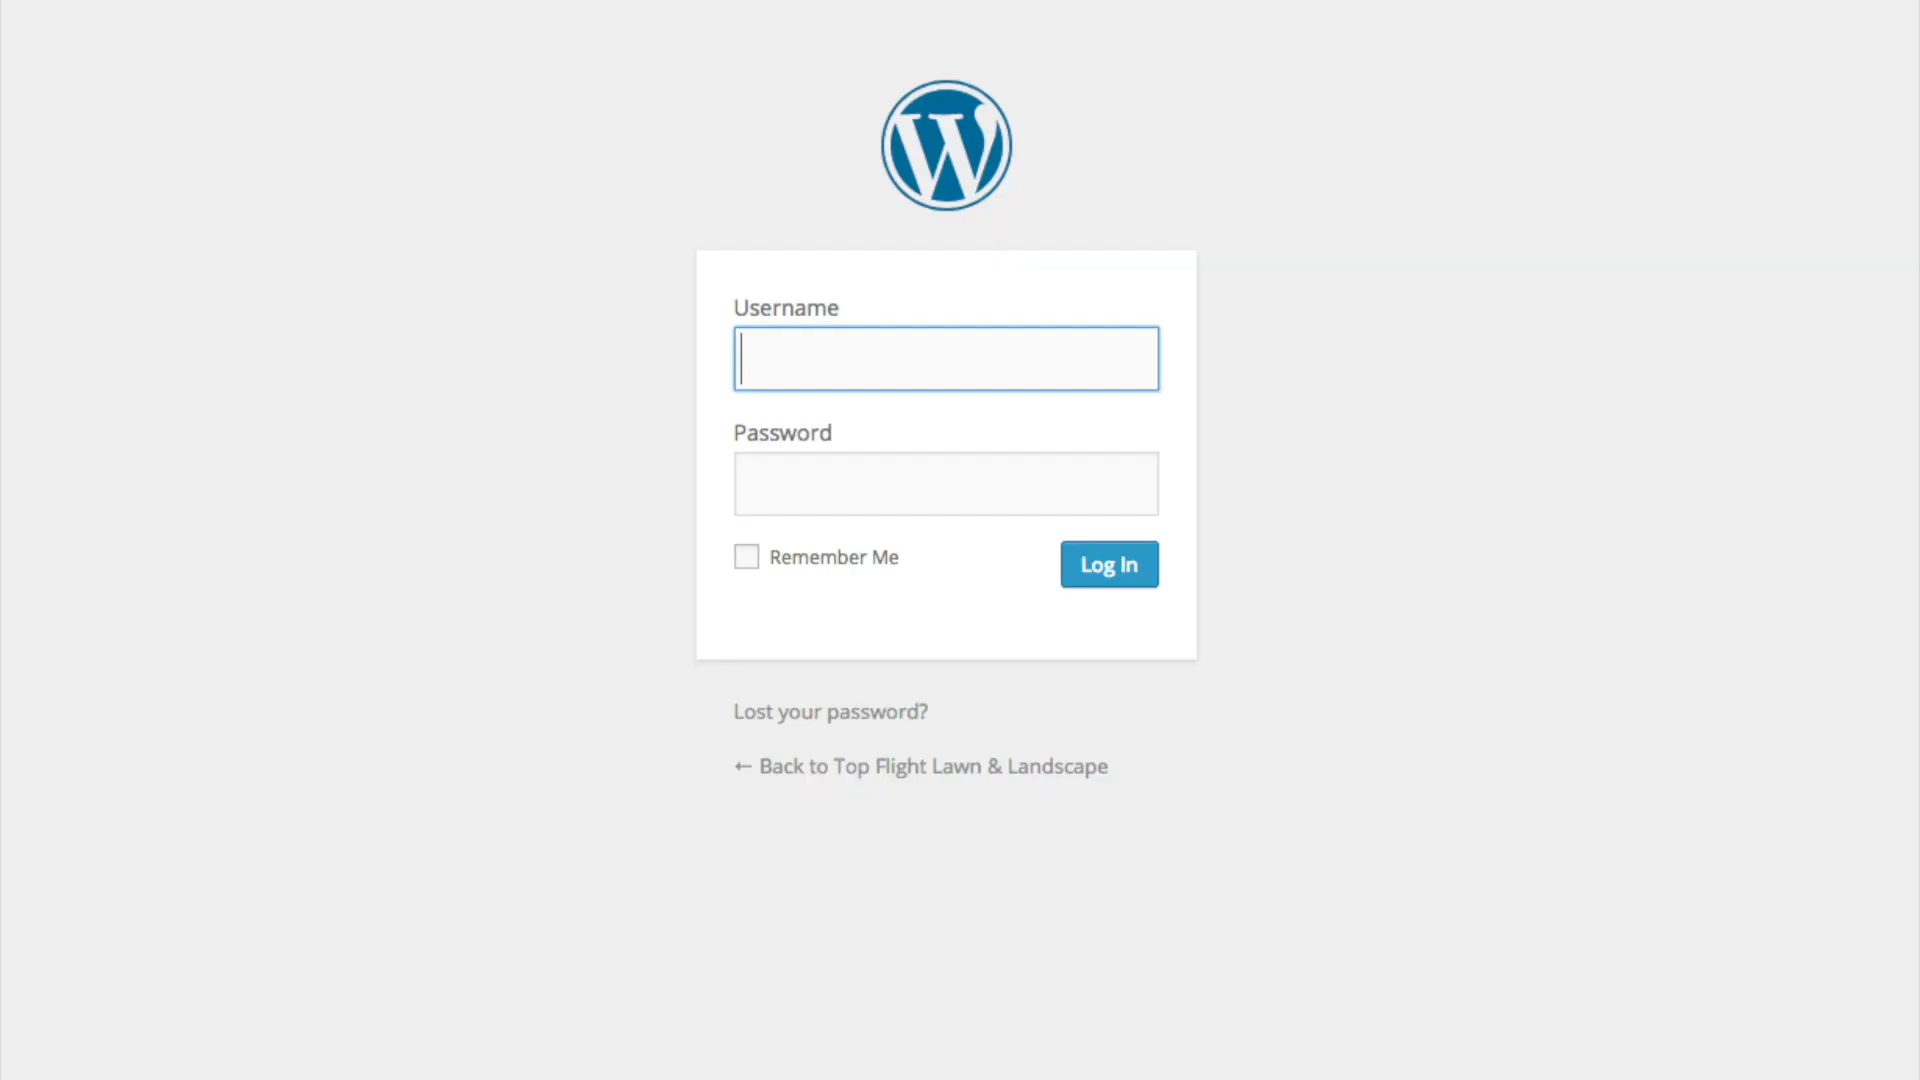 Username
Password
Remember Me
Log In
Lost your password?
← Back to Top Flight Lawn & Landscape